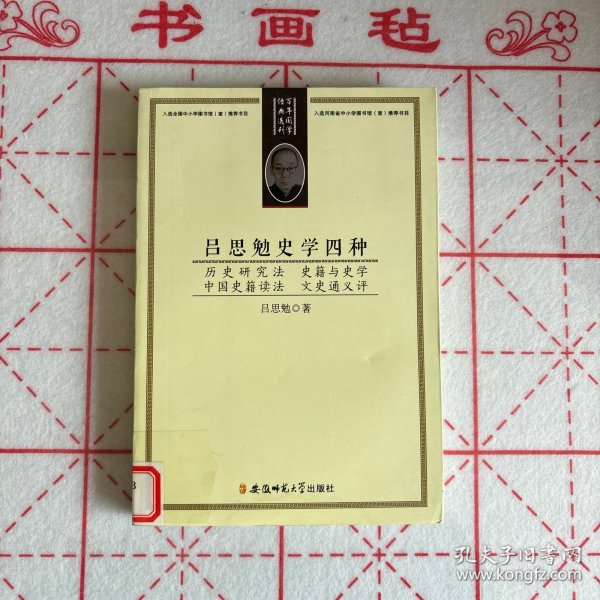 书画毡
入选全国中小学图书馆（室）推荐书目
百年国学
经典选刊
入选河南省中小学图书馆（室）推荐书目
吕思勉史学四种
历史研究法 史籍与史学
中国史籍读法 文史通义评
吕思勉◎著
安徽师范大学出版社
3
孔夫子旧书网
www.kongfz.com